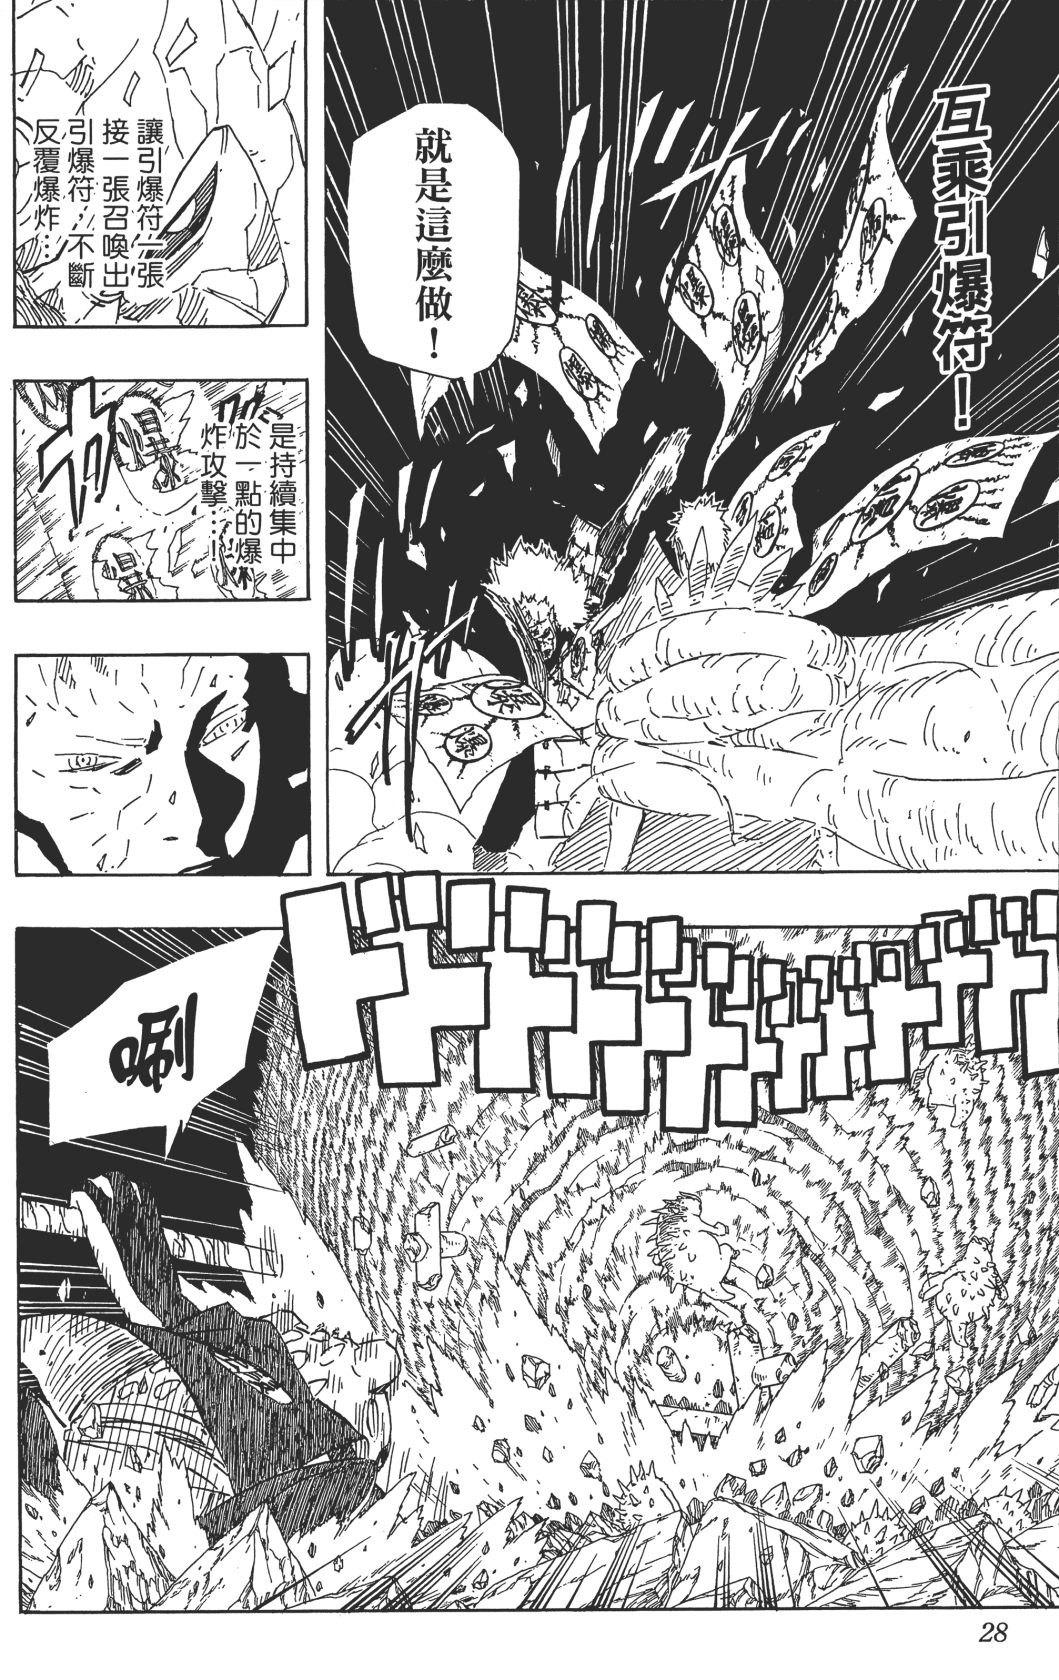 互乘引爆符！
就是這麼做！
讓引爆符一張
接一張召喚出
引爆符…不斷
反覆爆炸…
是持續集中
於一點的爆
炸攻擊……！
唰
28